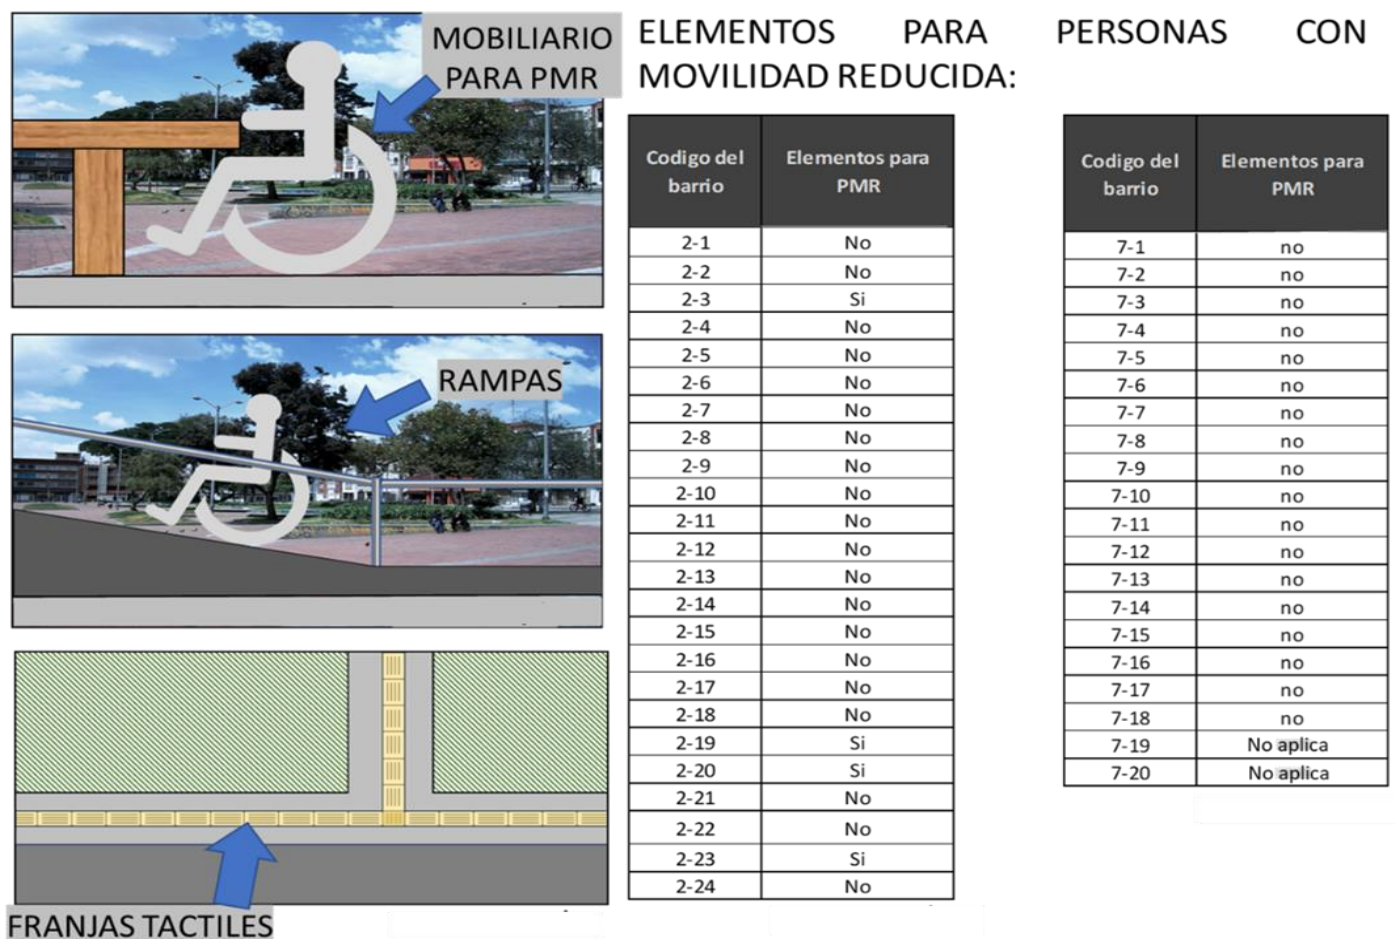 MOBILIARIO
PARA PMR
RAMPAS
FRANJAS TACTILES
ELEMENTOS PARA PERSONAS CON
MOVILIDAD REDUCIDA:
Codigo del barrio Elementos para PMR
2-1 No
2-2 No
2-3 Si
2-4 No
2-5 No
2-6 No
2-7 No
2-8 No
2-9 No
2-10 No
2-11 No
2-12 No
2-13 No
2-14 No
2-15 No
2-16 No
2-17 No
2-18 No
2-19 Si
2-20 Si
2-21 No
2-22 No
2-23 Si
2-24 No
Codigo del barrio Elementos para PMR
7-1 no
7-2 no
7-3 no
7-4 no
7-5 no
7-6 no
7-7 no
7-8 no
7-9 no
7-10 no
7-11 no
7-12 no
7-13 no
7-14 no
7-15 no
7-16 no
7-17 no
7-18 no
7-19 No aplica
7-20 No aplica